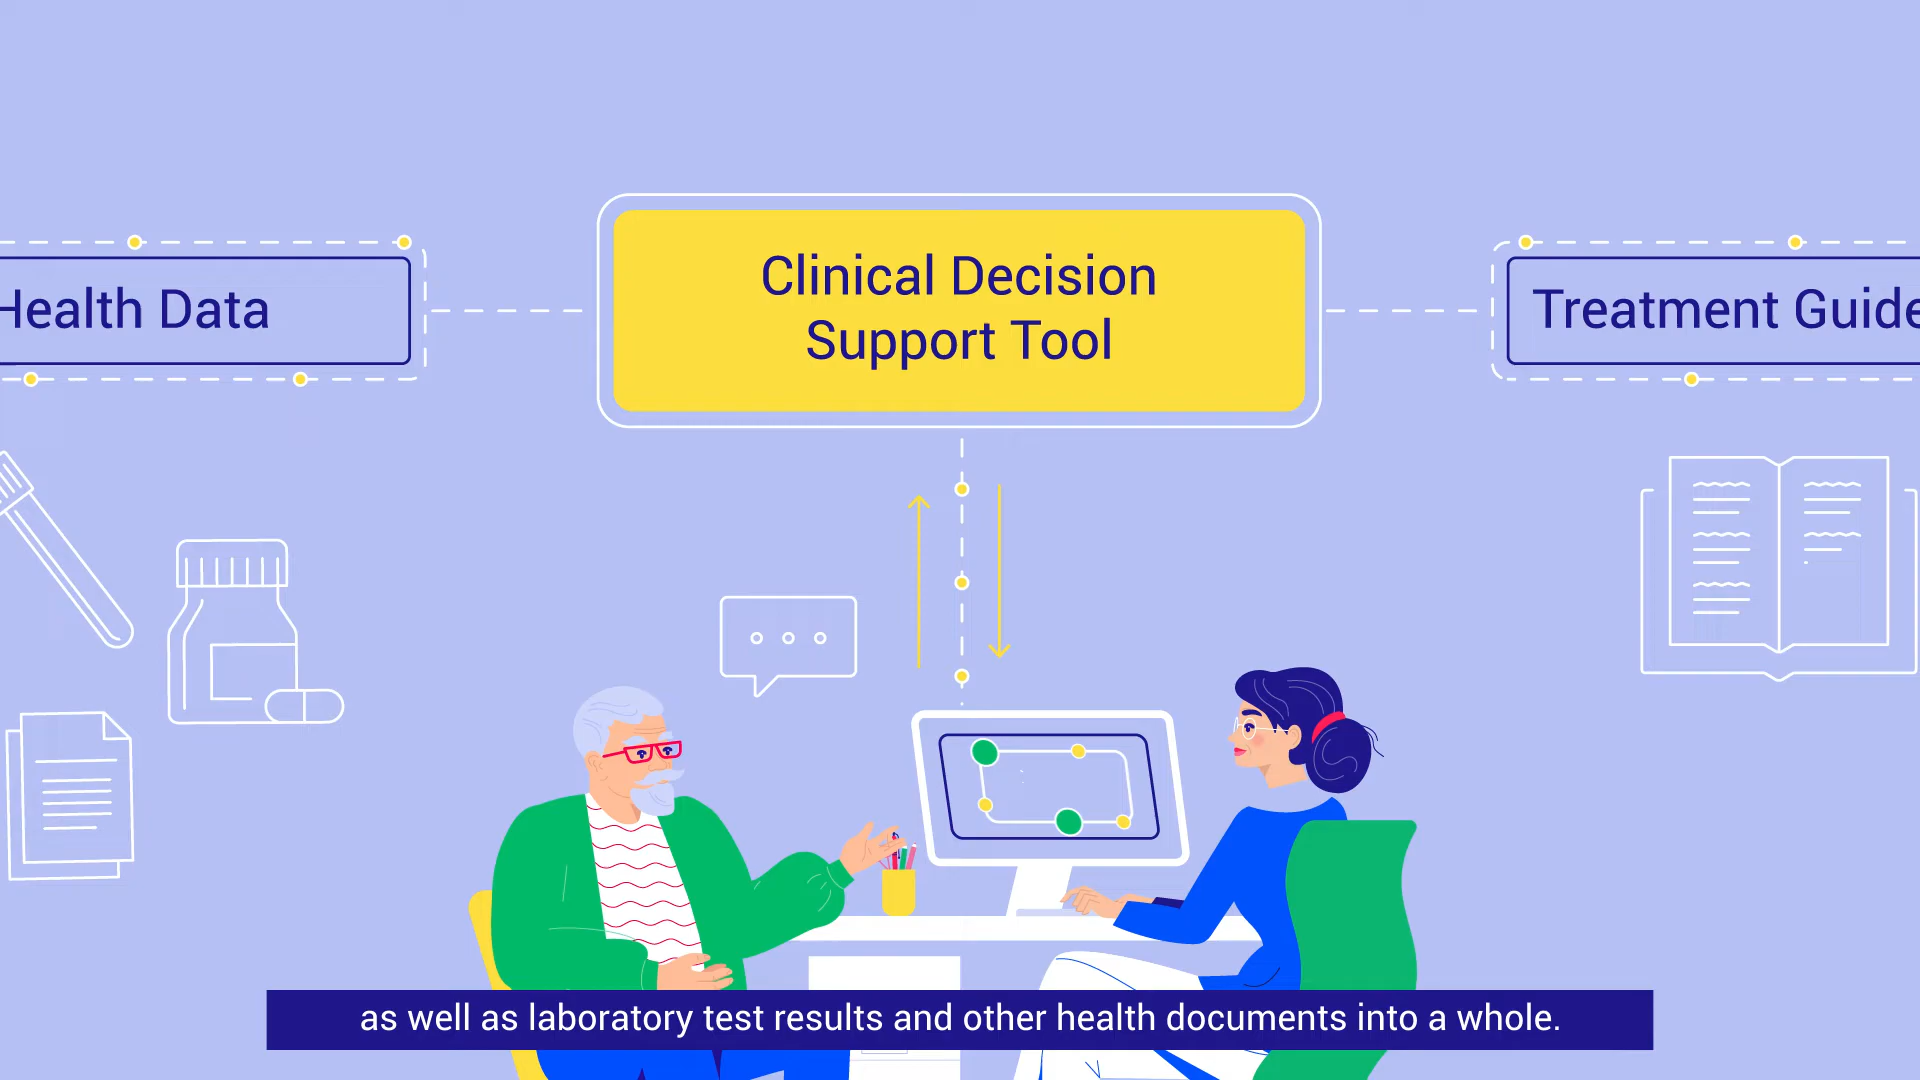 Health Data
Clinical Decision
Support Tool
Treatment Guide
as well as laboratory test results and other health documents into a whole.